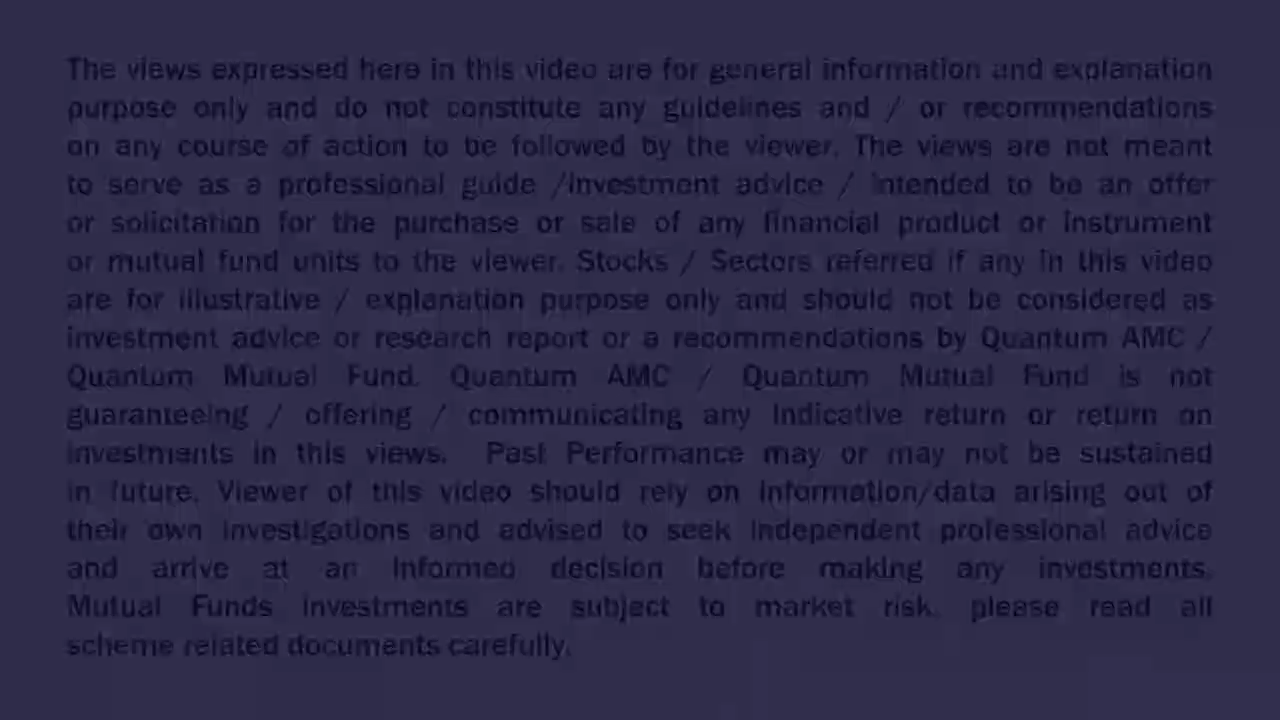 The views expressed here in this video are for general information and explanation
purpose only and do not constitute any guidelines and / or recommendations
on any course of action to be followed by the viewer. The views are not meant
to serve as a professional guide /investment advice / intended to be an offer
or solicitation for the purchase or sale of any financial product or instrument
or mutual fund units to the viewer. Stocks / Sectors referred if any in this video
are for illustrative / explanation purpose only and should not be considered as
investment advice or research report or a recommendations by Quantum AMC /
Quantum Mutual Fund. Quantum AMC / Quantum Mutual Fund is not
guaranteeing / offering / communicating any indicative return or return on
investments in this views. Past Performance may or may not be sustained
in future. Viewer of this video should rely on information/data arising out of
their own investigations and advised to seek independent professional advice
and arrive at an informed decision before making any investments.
Mutual Funds investments are subject to market risk, please read all
scheme related documents carefully.